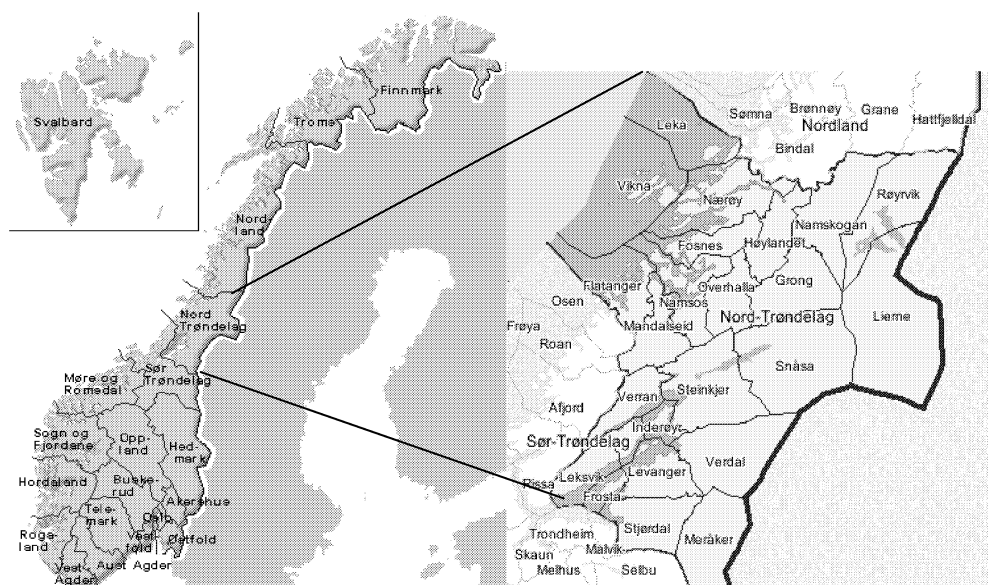 Svalbard
Finnmark
Troms
Nord-
land
Nord
Trøndelag
Sør
Trøndelag
Møre og
Romsdal
Sogn og
Fjordane
Opp-
land
Hed-
mark
Hordaland
Buske-
rud
Akershus
Tele-
mark
Oslo
Roga-
land
Vest-
fold
Østfold
Vest-
Agder
Aust Agder
Leka
Sømna
Brønnøy
Grane
Nordland
Hattfjelldal
Bindal
Vikna
Nærøy
Røyrvik
Namskogan
Fosnes
Høylandet
Flatanger
Overhalla
Grong
Osen
Namsos
Nord-Trøndelag
Lierne
Frøya
Roan
Snåsa
Verran
Steinkjer
Afjord
Inderøy
Sør-Trøndelag
Verdal
Leksvik
Levanger
Rissa
Frosta
Trondheim
Stjørdal
Meråker
Skaun
Malvik
Melhus
Selbu